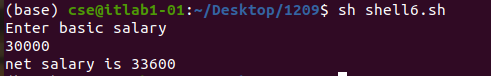 (base) cse@itlab1-01:~/Desktop/1209$ sh shell6.sh
Enter basic salary
30000
net salary is 33600